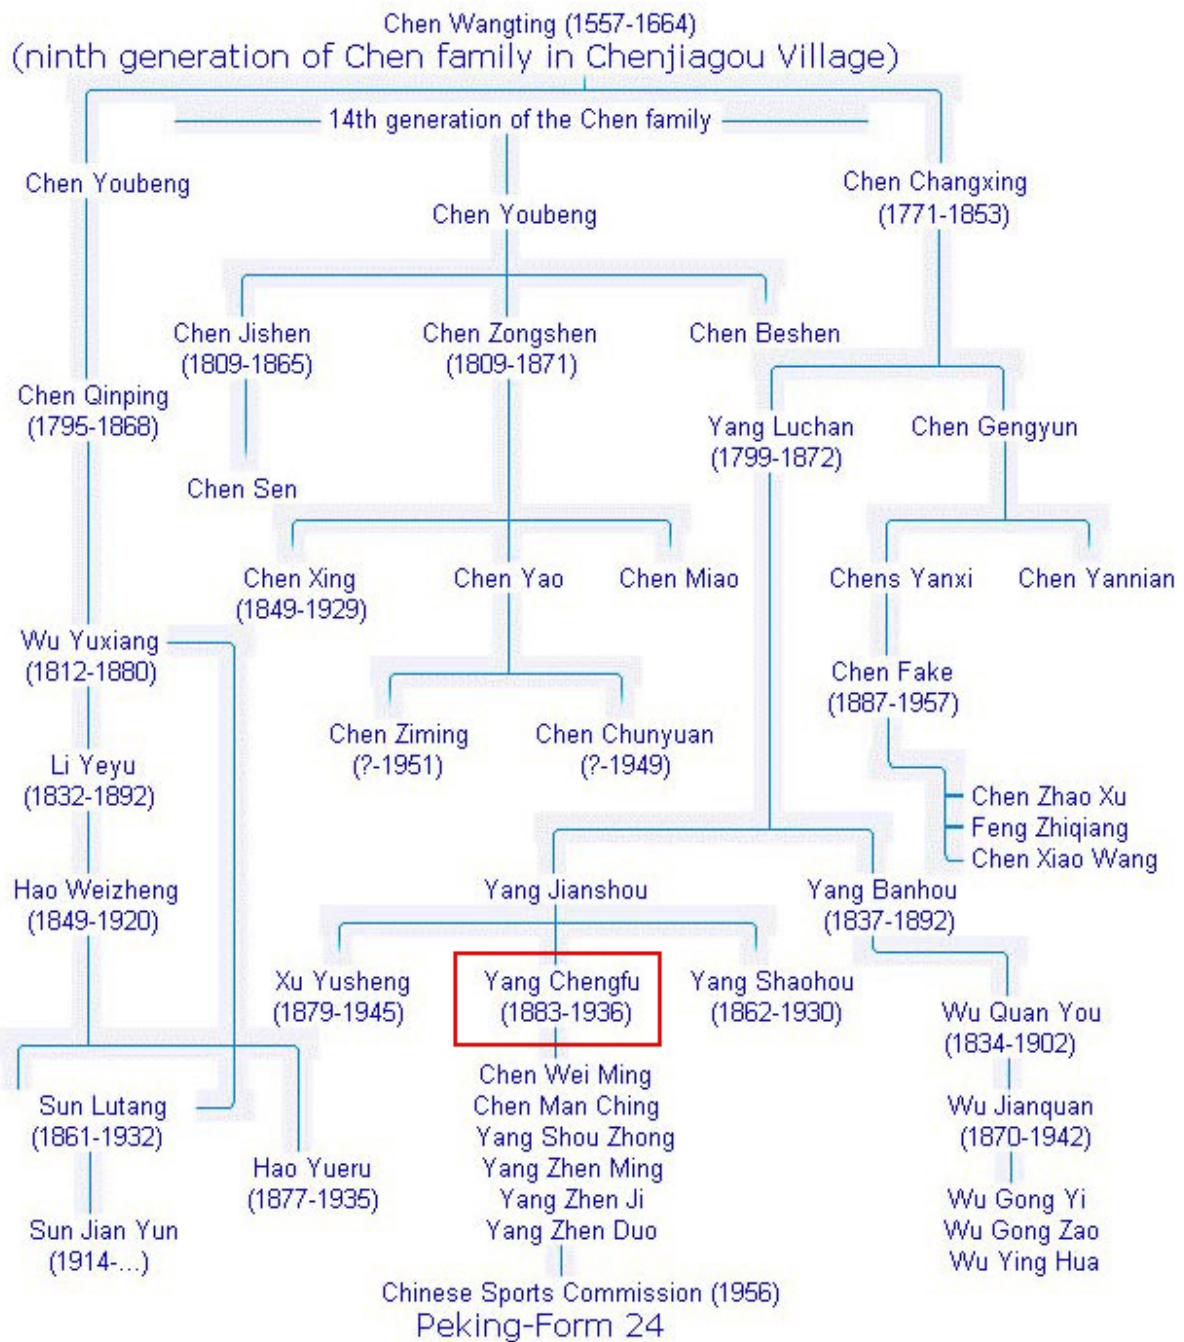 Chen Wangting (1557-1664)
(ninth generation of Chen family in Chenjiagou Village)
14th generation of the Chen family
Chen Youbeng
Chen Youbeng
Chen Changxing
(1771-1853)
Chen Jishen
(1809-1865)
Chen Zongshen
(1809-1871)
Chen Beshen
Chen Qinping
(1795-1868)
Yang Luchan
(1799-1872)
Chen Gengyun
Chen Sen
Chen Xing
(1849-1929)
Chen Yao
Chen Miao
Chens Yanxi
Chen Yannian
Wu Yuxiang
(1812-1880)
Chen Fake
(1887-1957)
Chen Ziming
(?-1951)
Chen Chunyuan
(?-1949)
Li Yeyu
(1832-1892)
Chen Zhao Xu
Feng Zhiqiang
Chen Xiao Wang
Hao Weizheng
(1849-1920)
Yang Jianshou
Yang Banhou
(1837-1892)
Xu Yusheng
(1879-1945)
Yang Chengfu
(1883-1936)
Yang Shaohou
(1862-1930)
Wu Quan You
(1834-1902)
Chen Wei Ming
Chen Man Ching
Yang Shou Zhong
Yang Zhen Ming
Yang Zhen Ji
Yang Zhen Duo
Sun Lutang
(1861-1932)
Wu Jianquan
(1870-1942)
Hao Yueru
(1877-1935)
Sun Jian Yun
(1914-...)
Wu Gong Yi
Wu Gong Zao
Wu Ying Hua
Chinese Sports Commission (1956)
Peking-Form 24